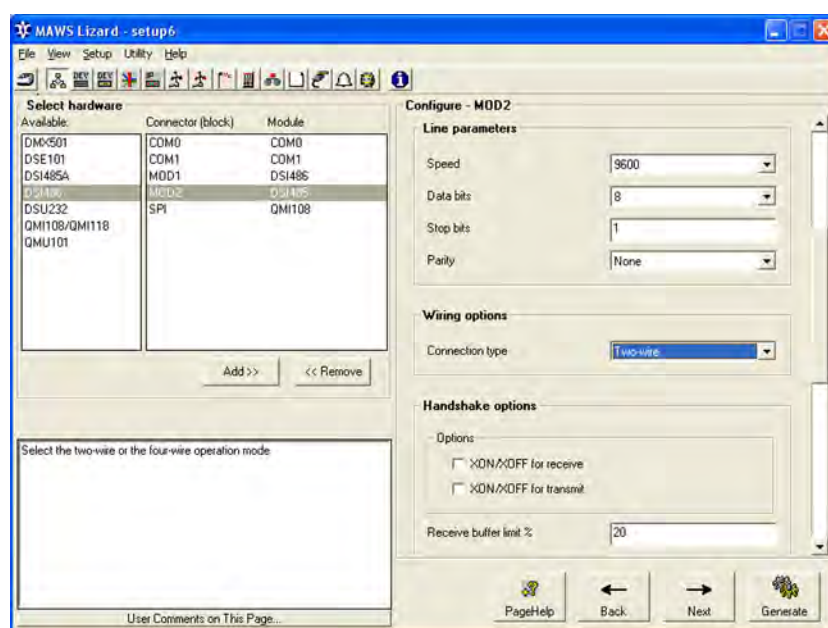 MAWS Lizard - setup6
File View Setup Utility Help
DEV DEV
Select hardware
Available: Connector (block) Module
DMX501 COM0 COM0
DSE101 COM1 COM1
DSI485A MOD1 DSI486
DSI486 MOD2 DSI485
DSU232 SPI QMI108
QMI108/QMI118
QMU101
Add >> << Remove
Select the two-wire or the four-wire operation mode
User Comments on This Page...
Configure - MOD2
Line parameters
Speed 9600
Data bits 8
Stop bits 1
Parity None
Wiring options
Connection type Two-wire
Handshake options
Options
XON/XOFF for receive
XON/XOFF for transmit
Receive buffer limit % 20
PageHelp Back Next Generate